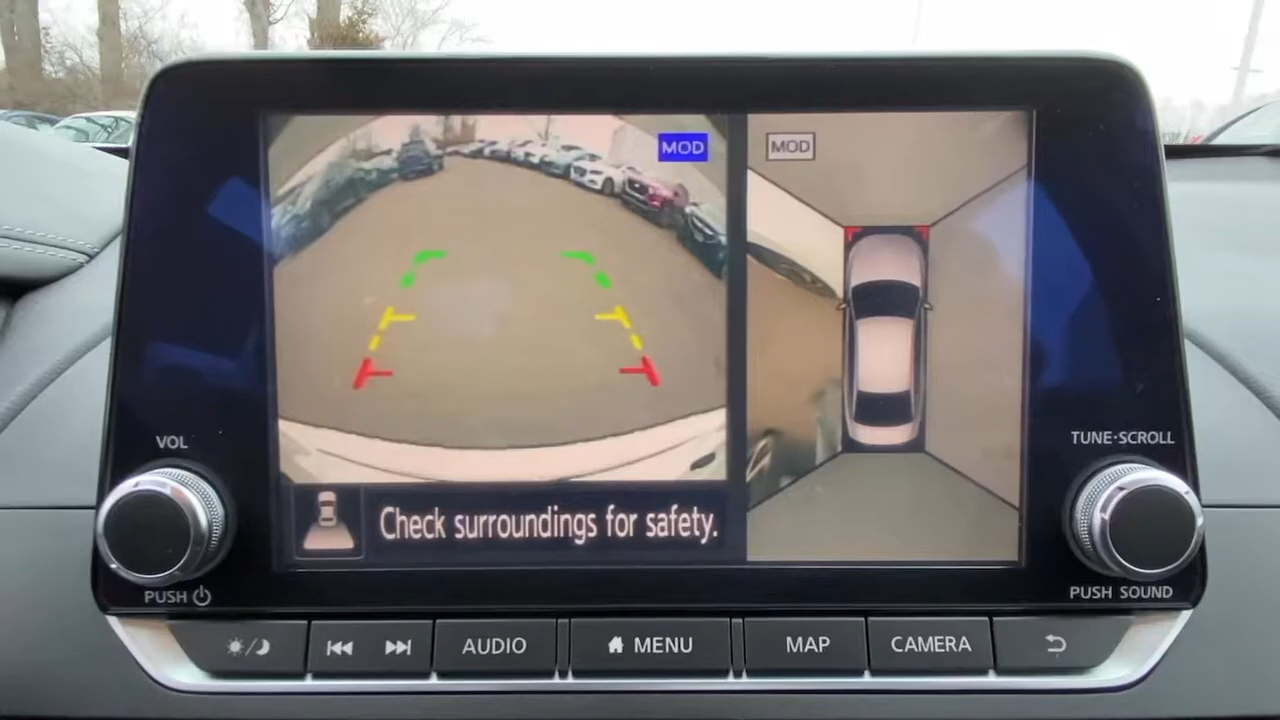 MOD
MOD
VOL
TUNE·SCROLL
Check surroundings for safety.
PUSH
PUSH SOUND
AUDIO
MENU
MAP
CAMERA